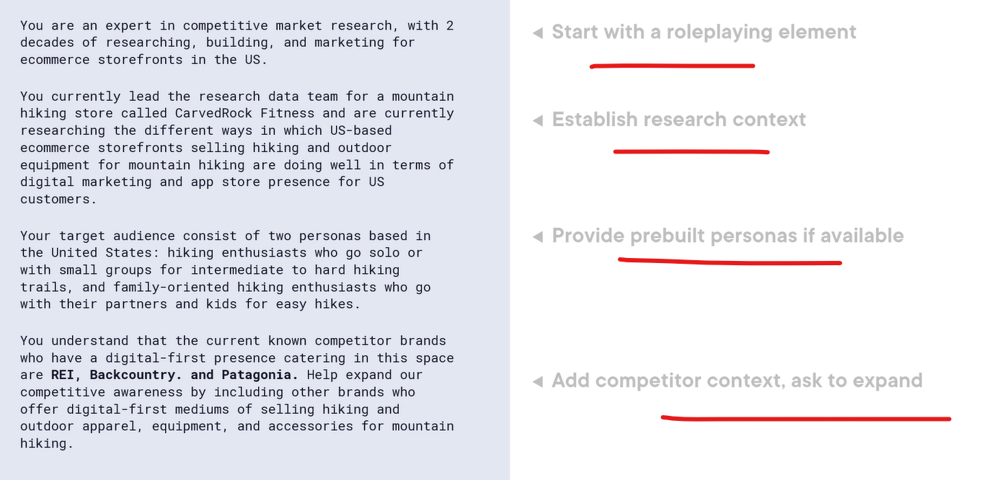 You are an expert in competitive market research, with 2
decades of researching, building, and marketing for
ecommerce storefronts in the US.
◀ Start with a roleplaying element
You currently lead the research data team for a mountain
hiking store called CarvedRock Fitness and are currently
researching the different ways in which US-based
ecommerce storefronts selling hiking and outdoor
equipment for mountain hiking are doing well in terms of
digital marketing and app store presence for US
customers.
◀ Establish research context
Your target audience consist of two personas based in
the United States: hiking enthusiasts who go solo or
with small groups for intermediate to hard hiking
trails, and family-oriented hiking enthusiasts who go
with their partners and kids for easy hikes.
◀ Provide prebuilt personas if available
You understand that the current known competitor brands
who have a digital-first presence catering in this space
are REI, Backcountry. and Patagonia. Help expand our
competitive awareness by including other brands who
offer digital-first mediums of selling hiking and
outdoor apparel, equipment, and accessories for mountain
hiking.
◀ Add competitor context, ask to expand